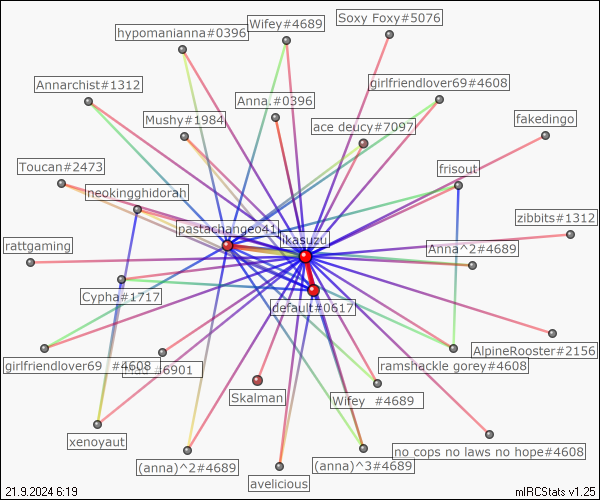 Soxy Foxy#5076
Wifey#4689
hypomanianna#0396
girlfriendlover69#4608
Annarchist#1312
Anna.#0396
Mushy#1984
ace deucy#7097
fakedingo
Toucan#2473
frisout
neokingghidorah
zibbits#1312
pastachangeo41
jikasuzu
rattgaming
Anna^2#4689
Cypha#1717
default#0617
AlpineRooster#2156
girlfriendlover69 #4608
#6901
ramshackle gorey#4608
Skalman
Wifey #4689
xenoyaut
no cops no laws no hope#4608
(anna)^2#4689
(anna)^3#4689
avelicious
21.9.2024 6:19
mIRCStats v1.25